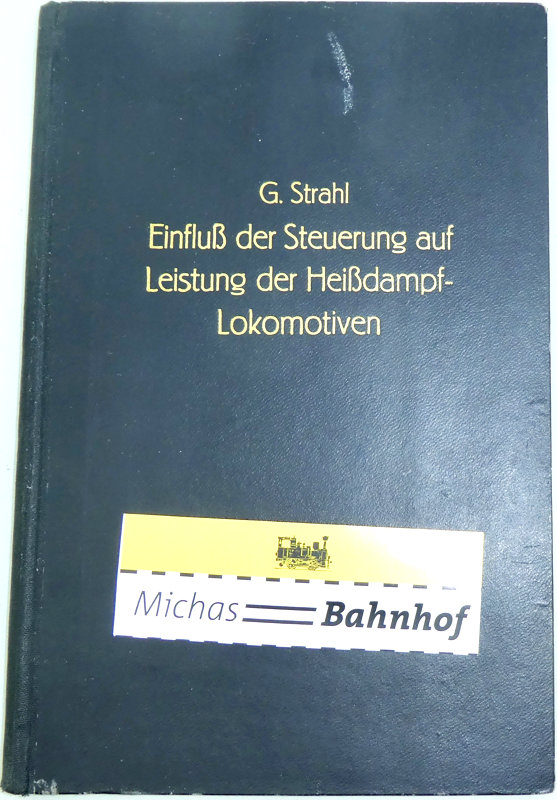 G. Strahl
Einfluß der Steuerung auf
Leistung der Heißdampf-
Lokomotiven
Michas Bahnhof